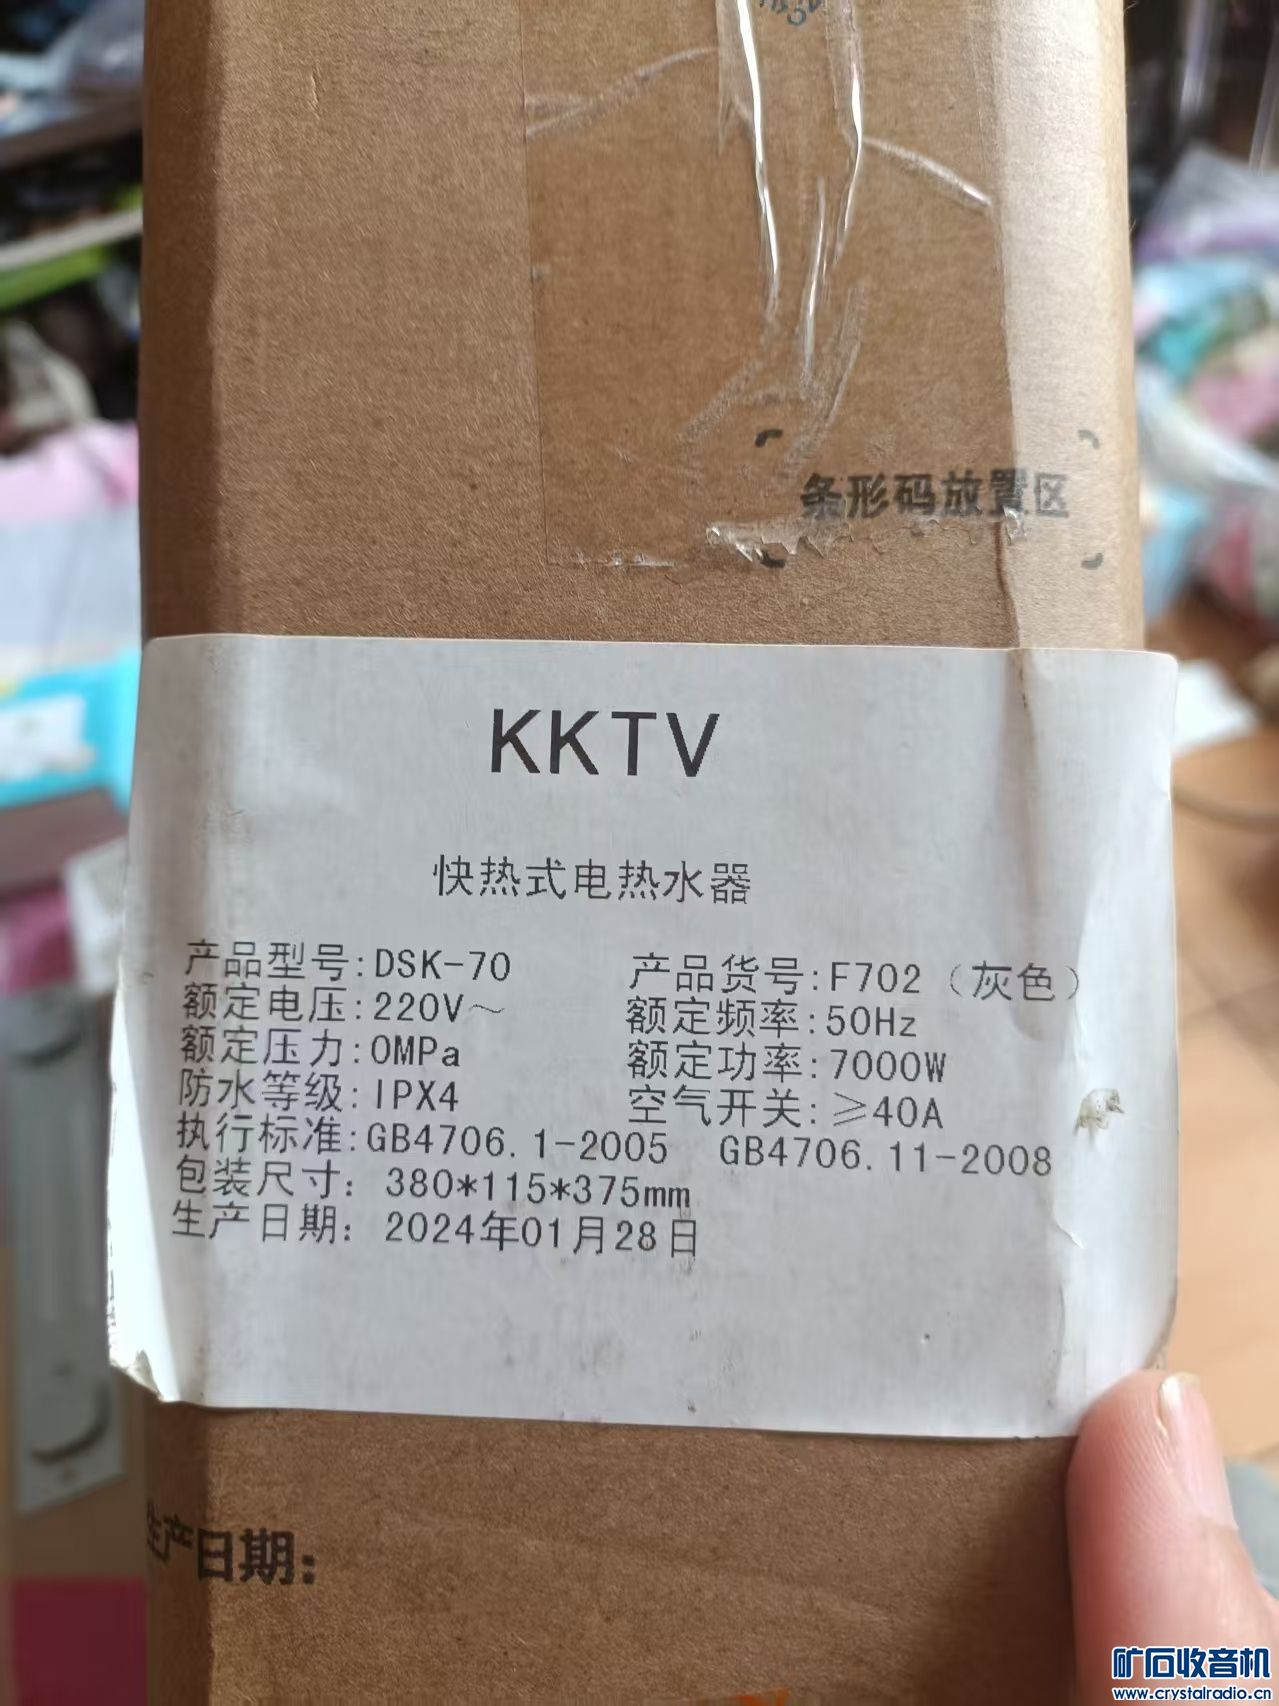 条形码放置区
KKTV
快热式电热水器
产品型号:DSK-70 产品货号:F702（灰色）
额定电压:220V～ 额定频率:50Hz
额定压力:0MPa 额定功率:7000W
防水等级:IPX4 空气开关:≥40A
执行标准:GB4706.1-2005 GB4706.11-2008
包装尺寸: 380*115*375mm
生产日期: 2024年01月28日
生产日期:
矿石收音机
www.crystalradio.cn